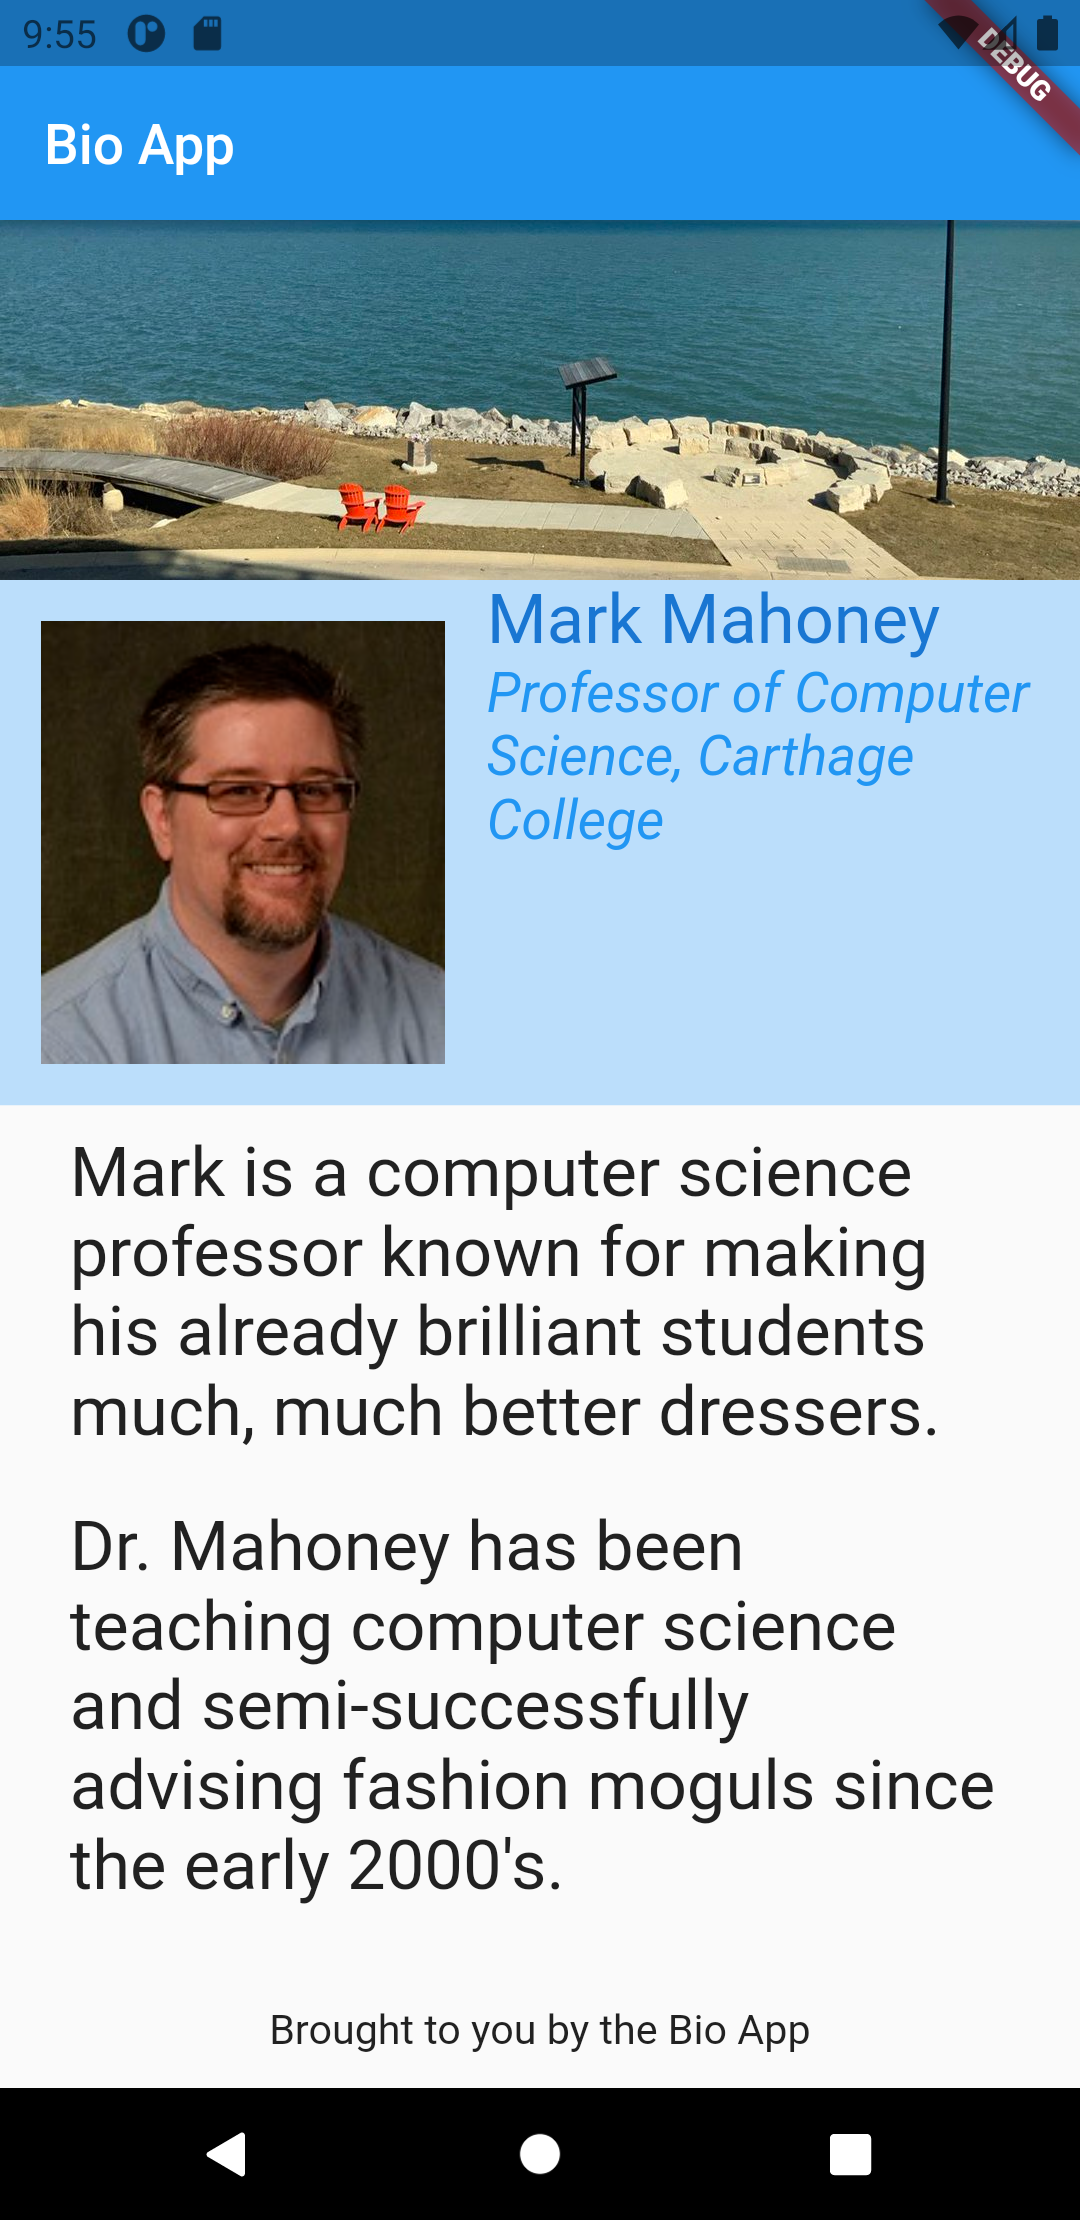 9:55
DEBUG
Bio App
Mark Mahoney
Professor of Computer
Science, Carthage
College
Mark is a computer science
professor known for making
his already brilliant students
much, much better dressers.
Dr. Mahoney has been
teaching computer science
and semi-successfully
advising fashion moguls since
the early 2000's.
Brought to you by the Bio App